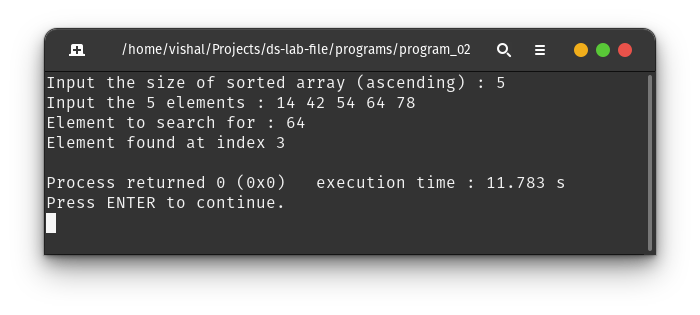 /home/vishal/Projects/ds-lab-file/programs/program_02
Input the size of sorted array (ascending) : 5
Input the 5 elements : 14 42 54 64 78
Element to search for : 64
Element found at index 3
Process returned 0 (0x0)   execution time : 11.783 s
Press ENTER to continue.